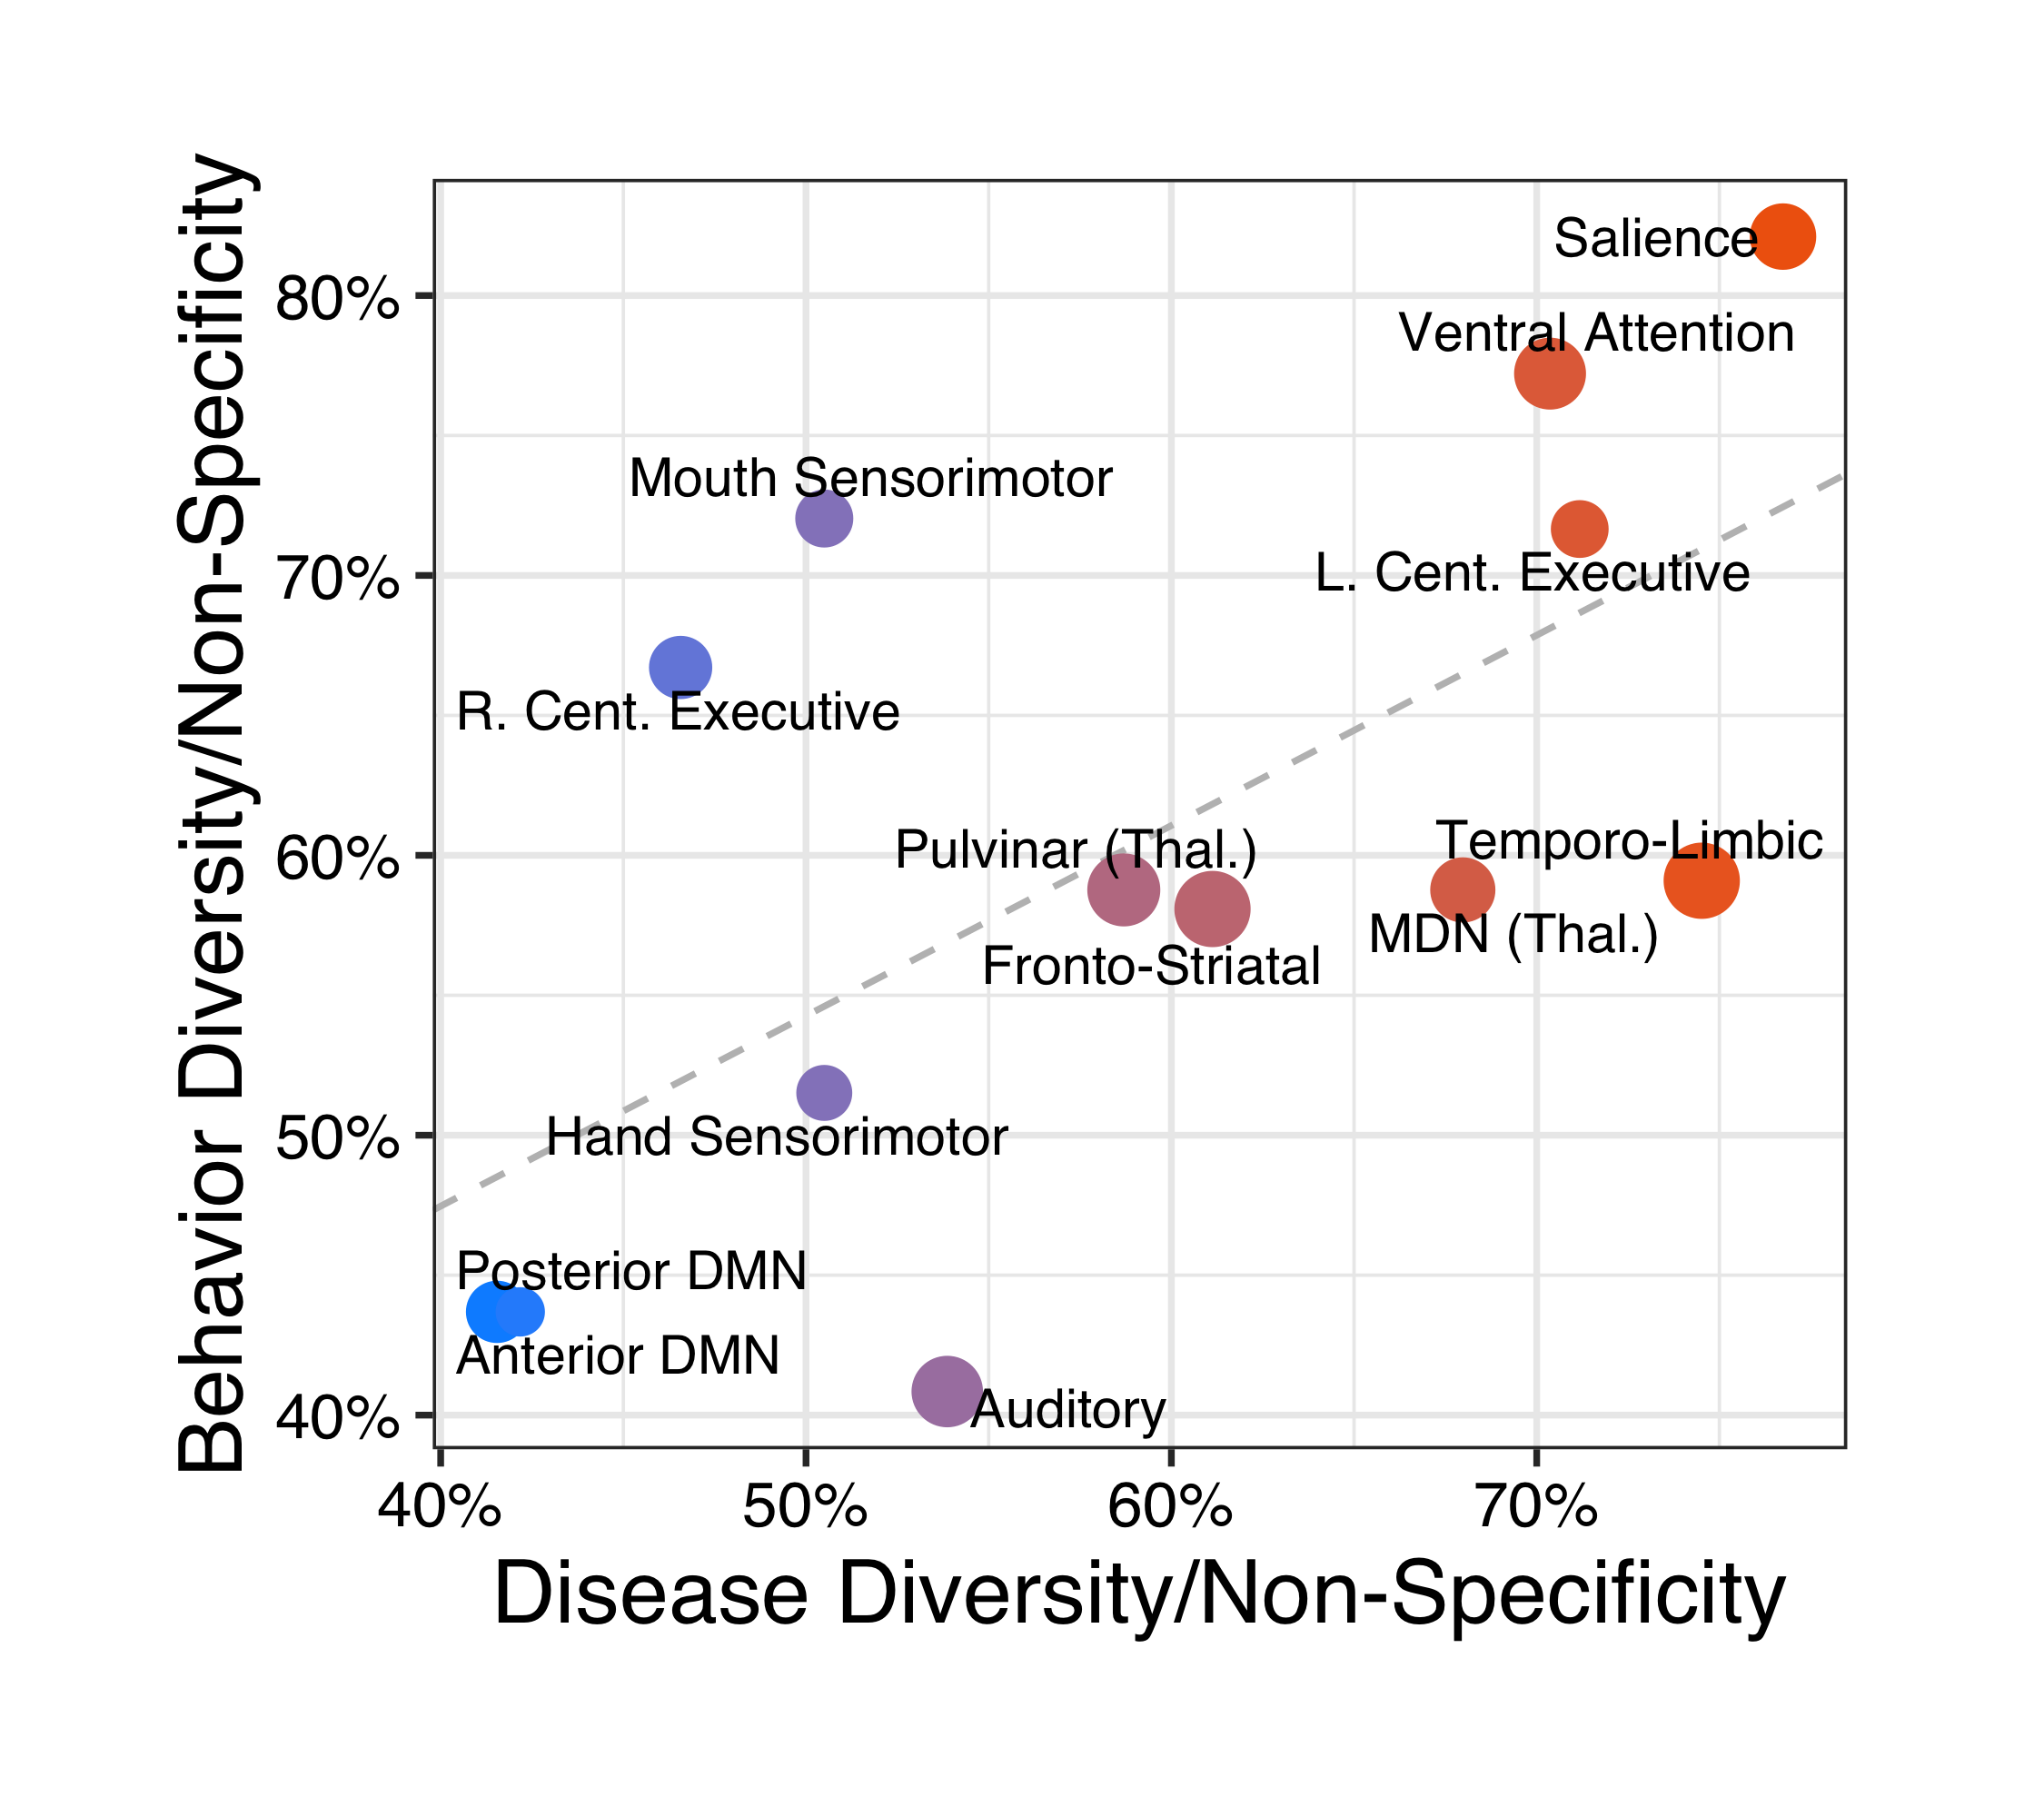 Behavior Diversity/Non-Specificity
80%
70%
60%
50%
40%
Salience
Ventral Attention
Mouth Sensorimotor
L. Cent. Executive
R. Cent. Executive
Temporo-Limbic
Pulvinar (Thal.)
MDN (Thal.)
Fronto-Striatal
Hand Sensorimotor
Posterior DMN
Anterior DMN
Auditory
40%
50%
60%
70%
Disease Diversity/Non-Specificity